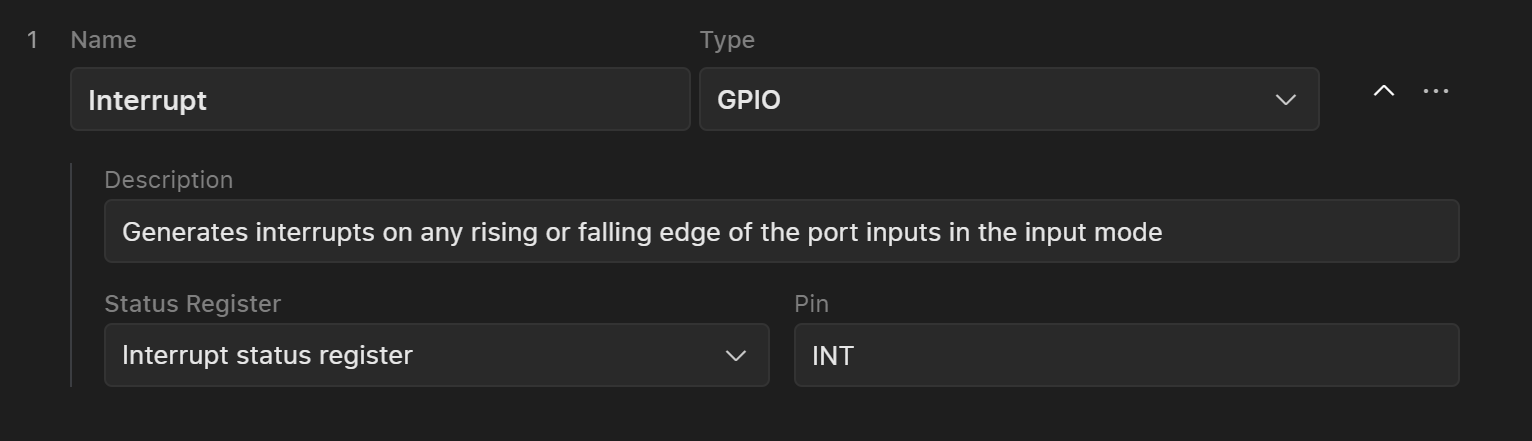 1 Name Type
Interrupt GPIO
Description
Generates interrupts on any rising or falling edge of the port inputs in the input mode
Status Register Pin
Interrupt status register INT